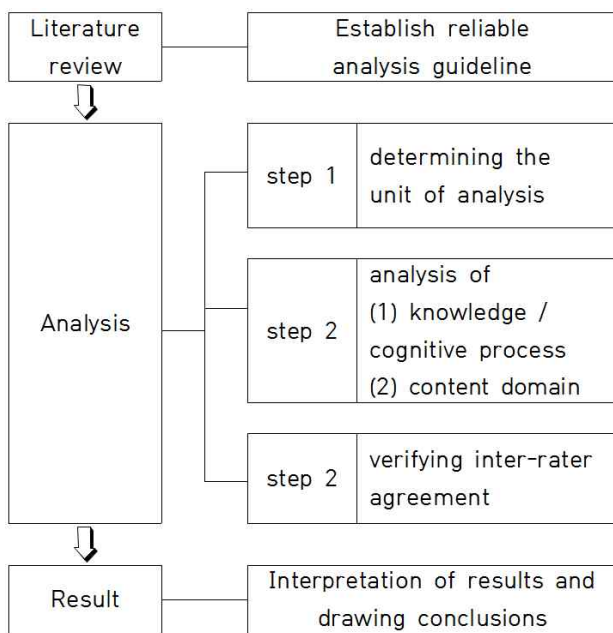 Literature
review
Establish reliable
analysis guideline
Analysis
step 1
determining the
unit of analysis
step 2
analysis of
(1) knowledge /
cognitive process
(2) content domain
step 2
verifying inter-rater
agreement
Result
Interpretation of results and
drawing conclusions